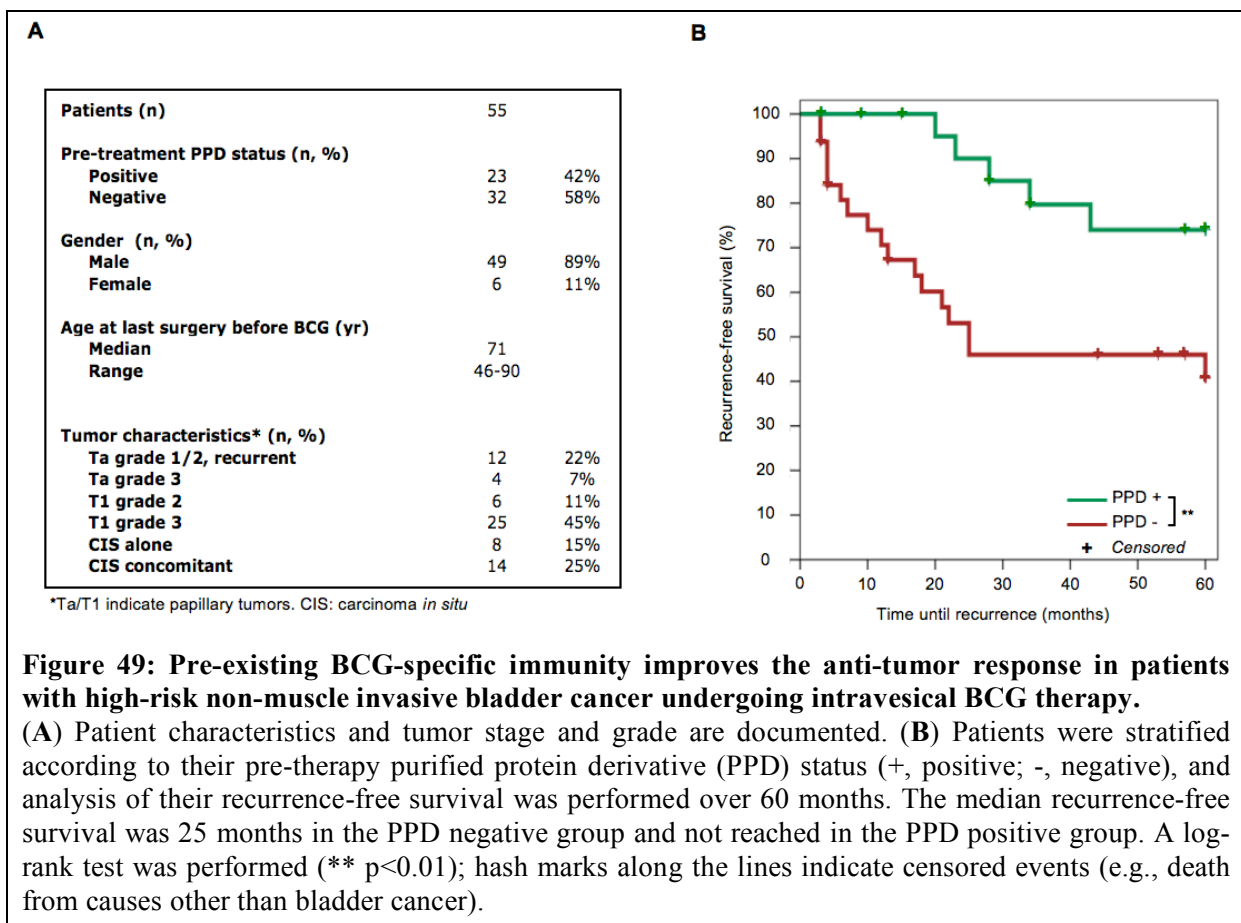 A
Patients (n) 55
Pre-treatment PPD status (n, %)
Positive 23 42%
Negative 32 58%
Gender (n, %)
Male 49 89%
Female 6 11%
Age at last surgery before BCG (yr)
Median 71
Range 46-90
Tumor characteristics* (n, %)
Ta grade 1/2, recurrent 12 22%
Ta grade 3 4 7%
T1 grade 2 6 11%
T1 grade 3 25 45%
CIS alone 8 15%
CIS concomitant 14 25%
*Ta/T1 indicate papillary tumors. CIS: carcinoma in situ
B
Recurrence-free survival (%)
100
90
80
70
60
50
40
30
20
10
0
PPD +
PPD -
**
+ Censored
0 10 20 30 40 50 60
Time until recurrence (months)
Figure 49: Pre-existing BCG-specific immunity improves the anti-tumor response in patients
with high-risk non-muscle invasive bladder cancer undergoing intravesical BCG therapy.
(A) Patient characteristics and tumor stage and grade are documented. (B) Patients were stratified
according to their pre-therapy purified protein derivative (PPD) status (+, positive; -, negative), and
analysis of their recurrence-free survival was performed over 60 months. The median recurrence-free
survival was 25 months in the PPD negative group and not reached in the PPD positive group. A log-
rank test was performed (** p<0.01); hash marks along the lines indicate censored events (e.g., death
from causes other than bladder cancer).